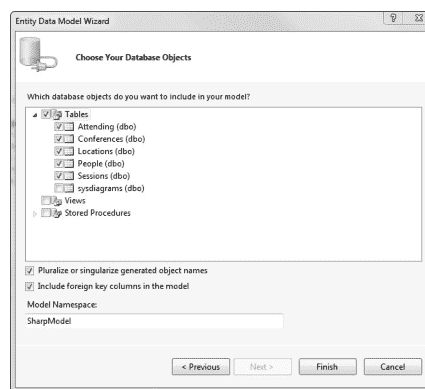 Entity Data Model Wizard
Choose Your Database Objects
Which database objects do you want to include in your model?
Tables
Attending (dbo)
Conferences (dbo)
Locations (dbo)
People (dbo)
Sessions (dbo)
sysdiagrams (dbo)
Views
Stored Procedures
Pluralize or singularize generated object names
Include foreign key columns in the model
Model Namespace:
SharpModel
< Previous Next > Finish Cancel